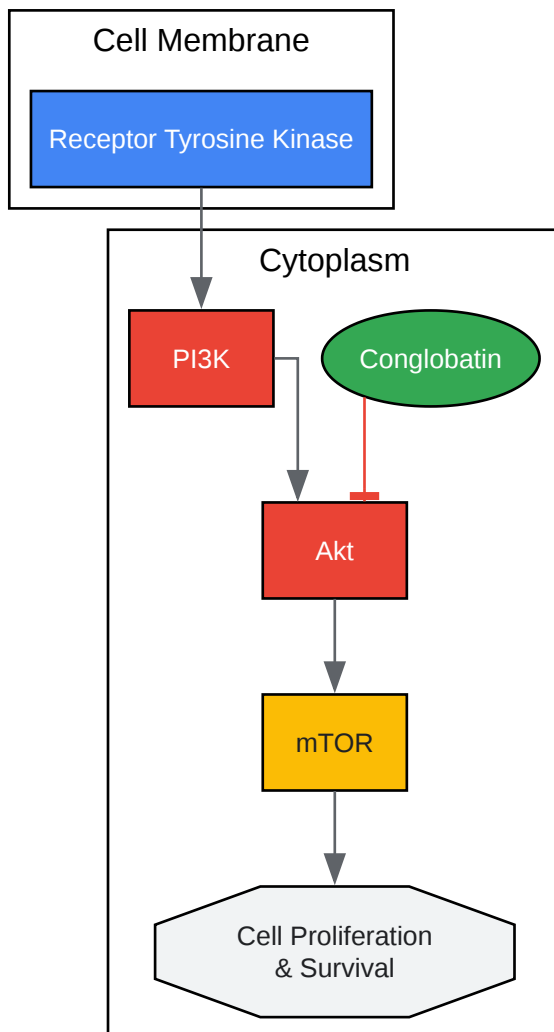 Cell Membrane
Receptor Tyrosine Kinase
Cytoplasm
PI3K
Conglobatin
Akt
mTOR
Cell Proliferation
& Survival